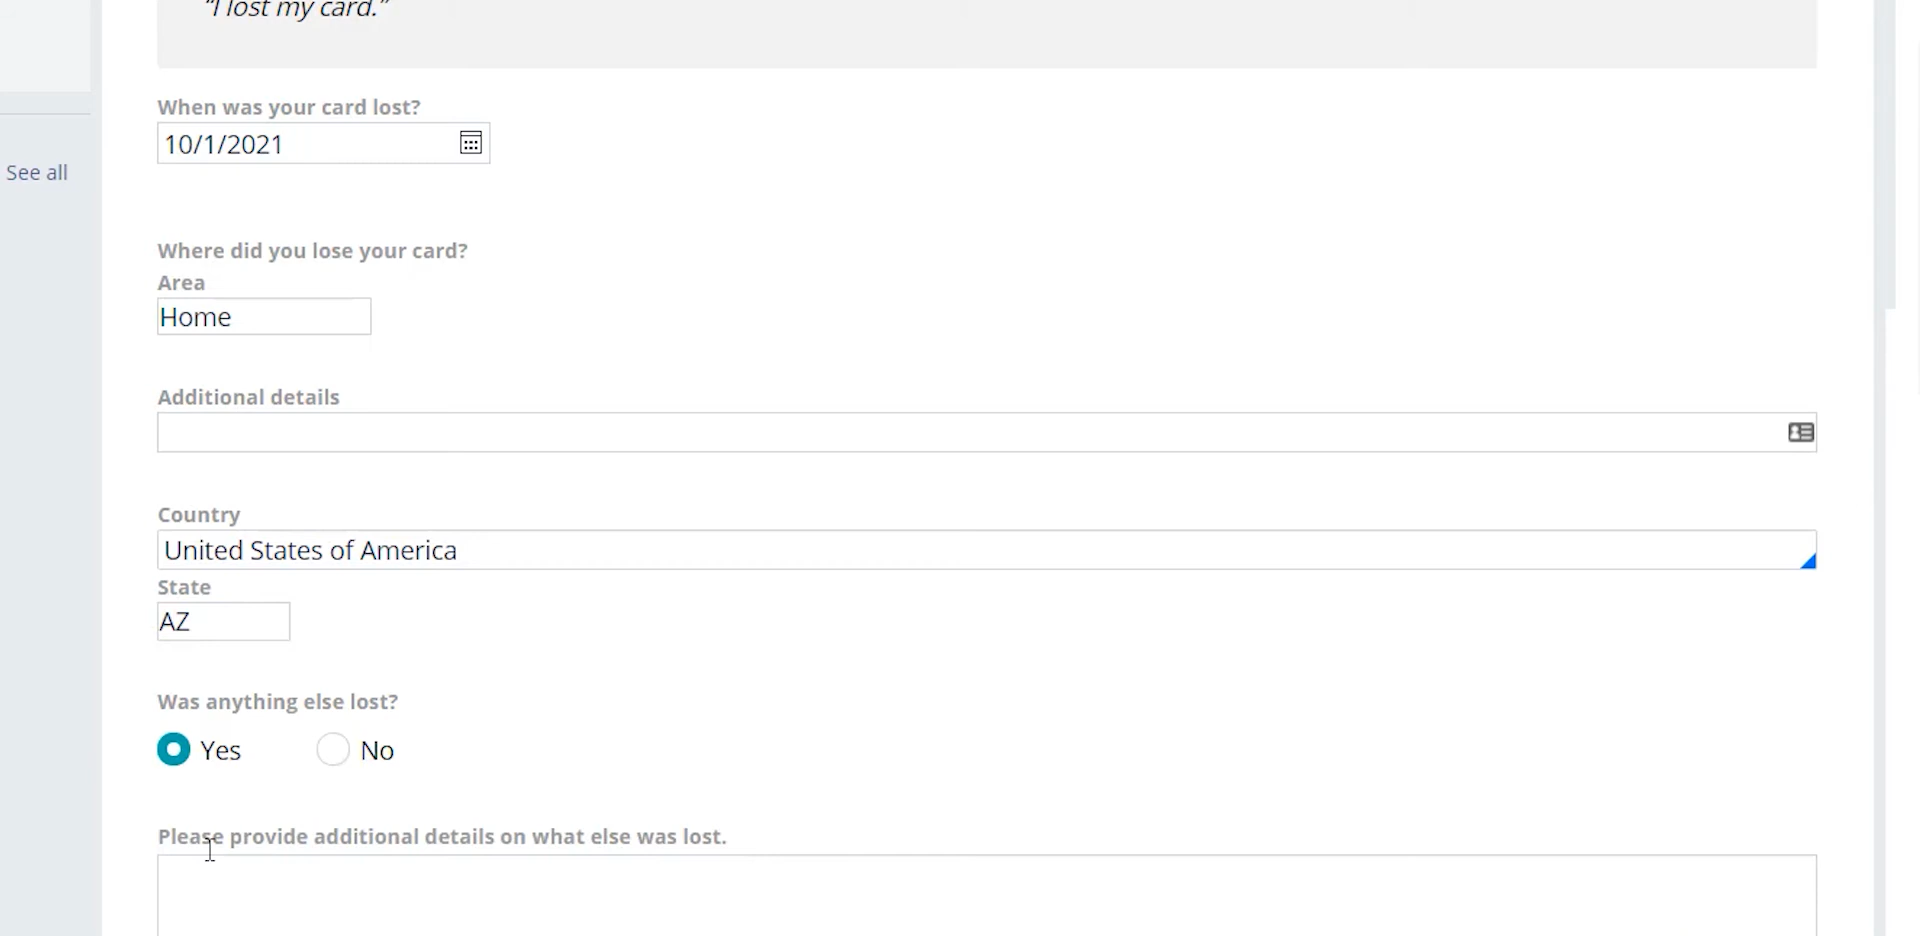 "I lost my card."
When was your card lost?
10/1/2021
See all
Where did you lose your card?
Area
Home
Additional details
Country
United States of America
State
AZ
Was anything else lost?
Yes No
Please provide additional details on what else was lost.